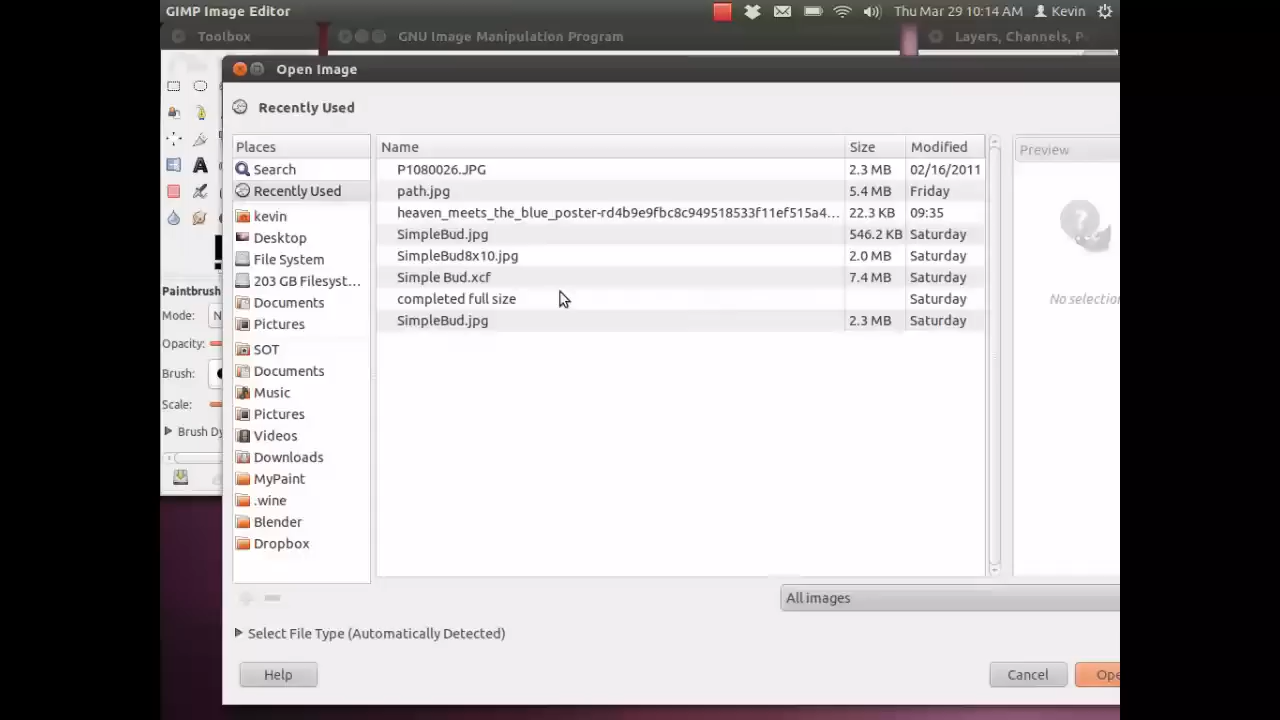 GIMP Image Editor
Thu Mar 29 10:14 AM Kevin
Toolbox
GNU Image Manipulation Program
Layers, Channels, P
Open Image
Recently Used
Places
Name Size Modified
Preview
Search
Recently Used
kevin
Desktop
File System
203 GB Filesyst...
Documents
Pictures
SOT
Documents
Music
Pictures
Videos
Downloads
MyPaint
.wine
Blender
Dropbox
P1080026.JPG 2.3 MB 02/16/2011
path.jpg 5.4 MB Friday
heaven_meets_the_blue_poster-rd4b9e9fbc8c949518533f11ef515a4... 22.3 KB 09:35
SimpleBud.jpg 546.2 KB Saturday
SimpleBud8x10.jpg 2.0 MB Saturday
Simple Bud.xcf 7.4 MB Saturday
completed full size Saturday
SimpleBud.jpg 2.3 MB Saturday
No selectio
Paintbrush
Mode: N
Opacity:
Brush:
Scale:
Brush Dy
All images
Select File Type (Automatically Detected)
Help
Cancel
Ope